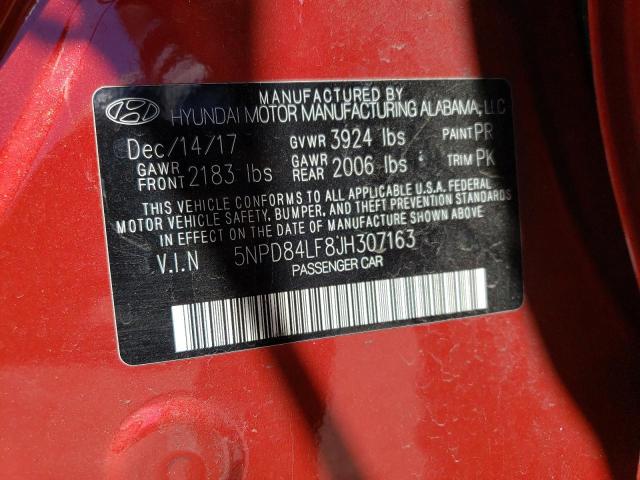 MANUFACTURED BY
HYUNDAI MOTOR MANUFACTURING ALABAMA, LLC
Dec/14/17 GVWR 3924 lbs PAINT PR
GAWR FRONT 2183 lbs GAWR REAR 2006 lbs TRIM PK
THIS VEHICLE CONFORMS TO ALL APPLICABLE U.S.A. FEDERAL
MOTOR VEHICLE SAFETY, BUMPER, AND THEFT PREVENTION STANDARDS
IN EFFECT ON THE DATE OF MANUFACTURE SHOWN ABOVE.
V.I.N 5NPD84LF8JH307163
PASSENGER CAR